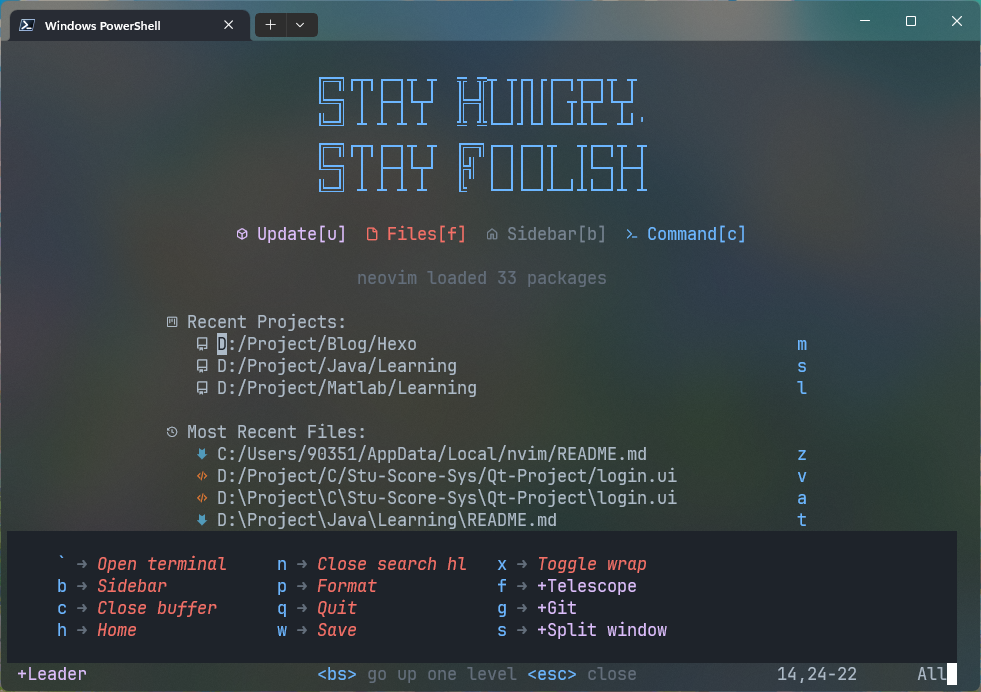 Windows PowerShell
STAY HUNGRY,
STAY FOOLISH
Update[u] Files[f] Sidebar[b] Command[c]
neovim loaded 33 packages
Recent Projects:
D:/Project/Blog/Hexo m
D:/Project/Java/Learning s
D:/Project/Matlab/Learning l
Most Recent Files:
C:/Users/90351/AppData/Local/nvim/README.md z
D:/Project/C/Stu-Score-Sys/Qt-Project/login.ui v
D:\Project\C\Stu-Score-Sys\Qt-Project\login.ui a
D:\Project\Java\Learning\README.md t
` → Open terminal n → Close search hl x → Toggle wrap
b → Sidebar p → Format f → +Telescope
c → Close buffer q → Quit g → +Git
h → Home w → Save s → +Split window
+Leader <bs> go up one level <esc> close 14,24-22 All